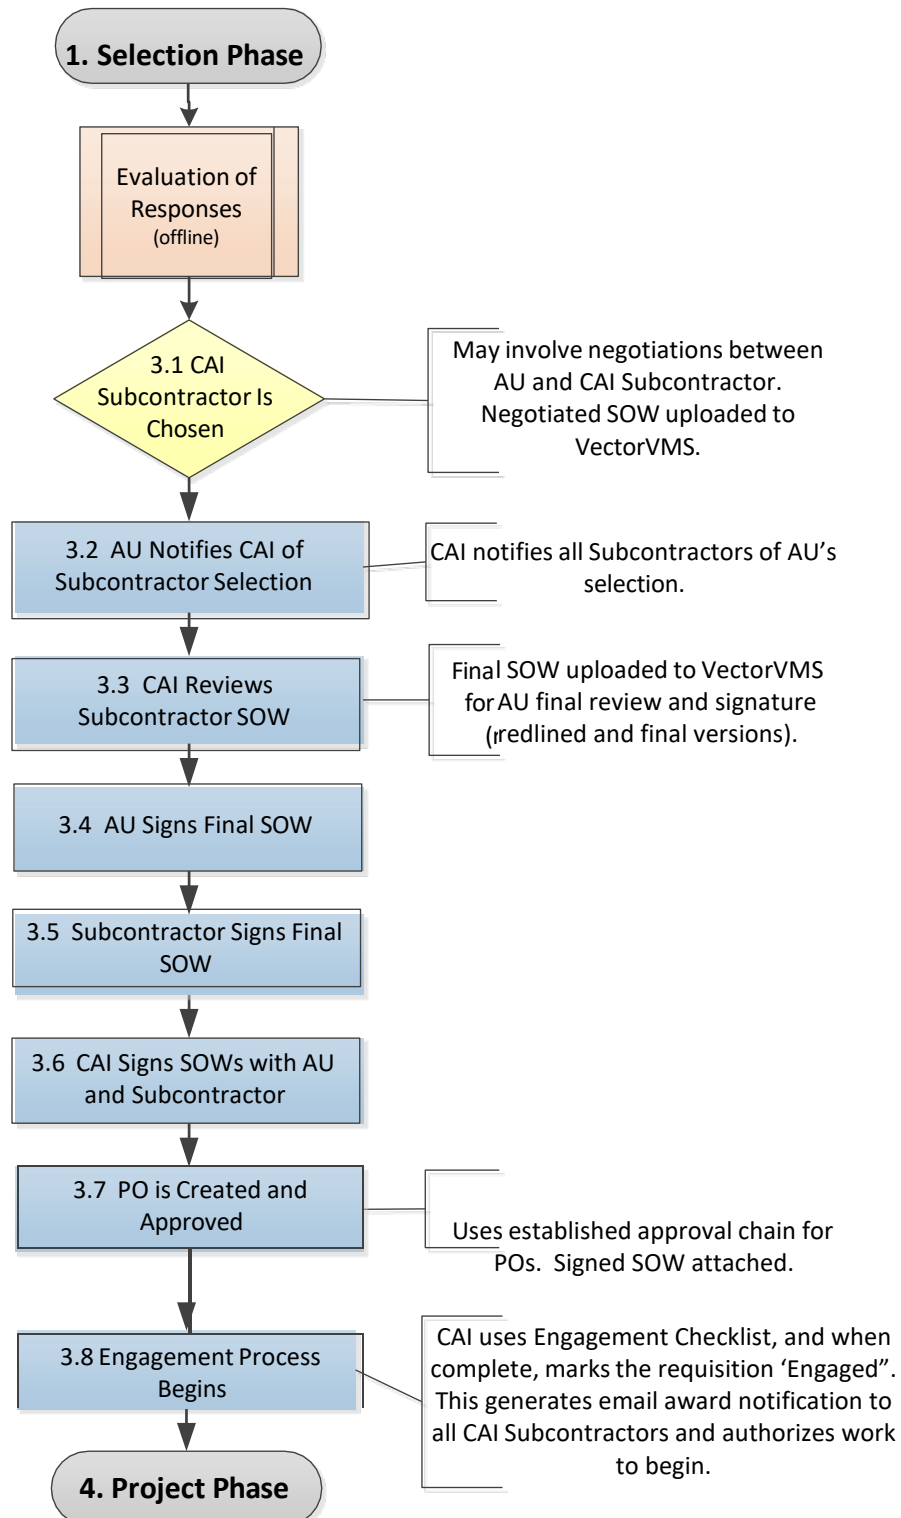 1. Selection Phase
Evaluation of
Responses
(offline)
3.1 CAI
Subcontractor Is
Chosen
May involve negotiations between
AU and CAI Subcontractor.
Negotiated SOW uploaded to
VectorVMS.
3.2 AU Notifies CAI of
Subcontractor Selection
CAI notifies all Subcontractors of AU’s
selection.
3.3 CAI Reviews
Subcontractor SOW
Final SOW uploaded to VectorVMS
for AU final review and signature
(redlined and final versions).
3.4 AU Signs Final SOW
3.5 Subcontractor Signs Final
SOW
3.6 CAI Signs SOWs with AU
and Subcontractor
3.7 PO is Created and
Approved
Uses established approval chain for
POs. Signed SOW attached.
3.8 Engagement Process
Begins
CAI uses Engagement Checklist, and when
complete, marks the requisition ‘Engaged”.
This generates email award notification to
all CAI Subcontractors and authorizes work
to begin.
4. Project Phase